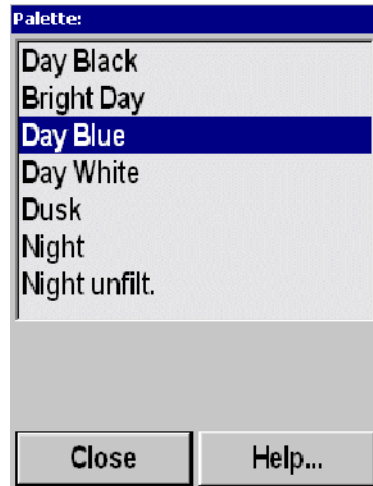 Palette:
Day Black
Bright Day
Day Blue
Day White
Dusk
Night
Night unfilt.
Close
Help...